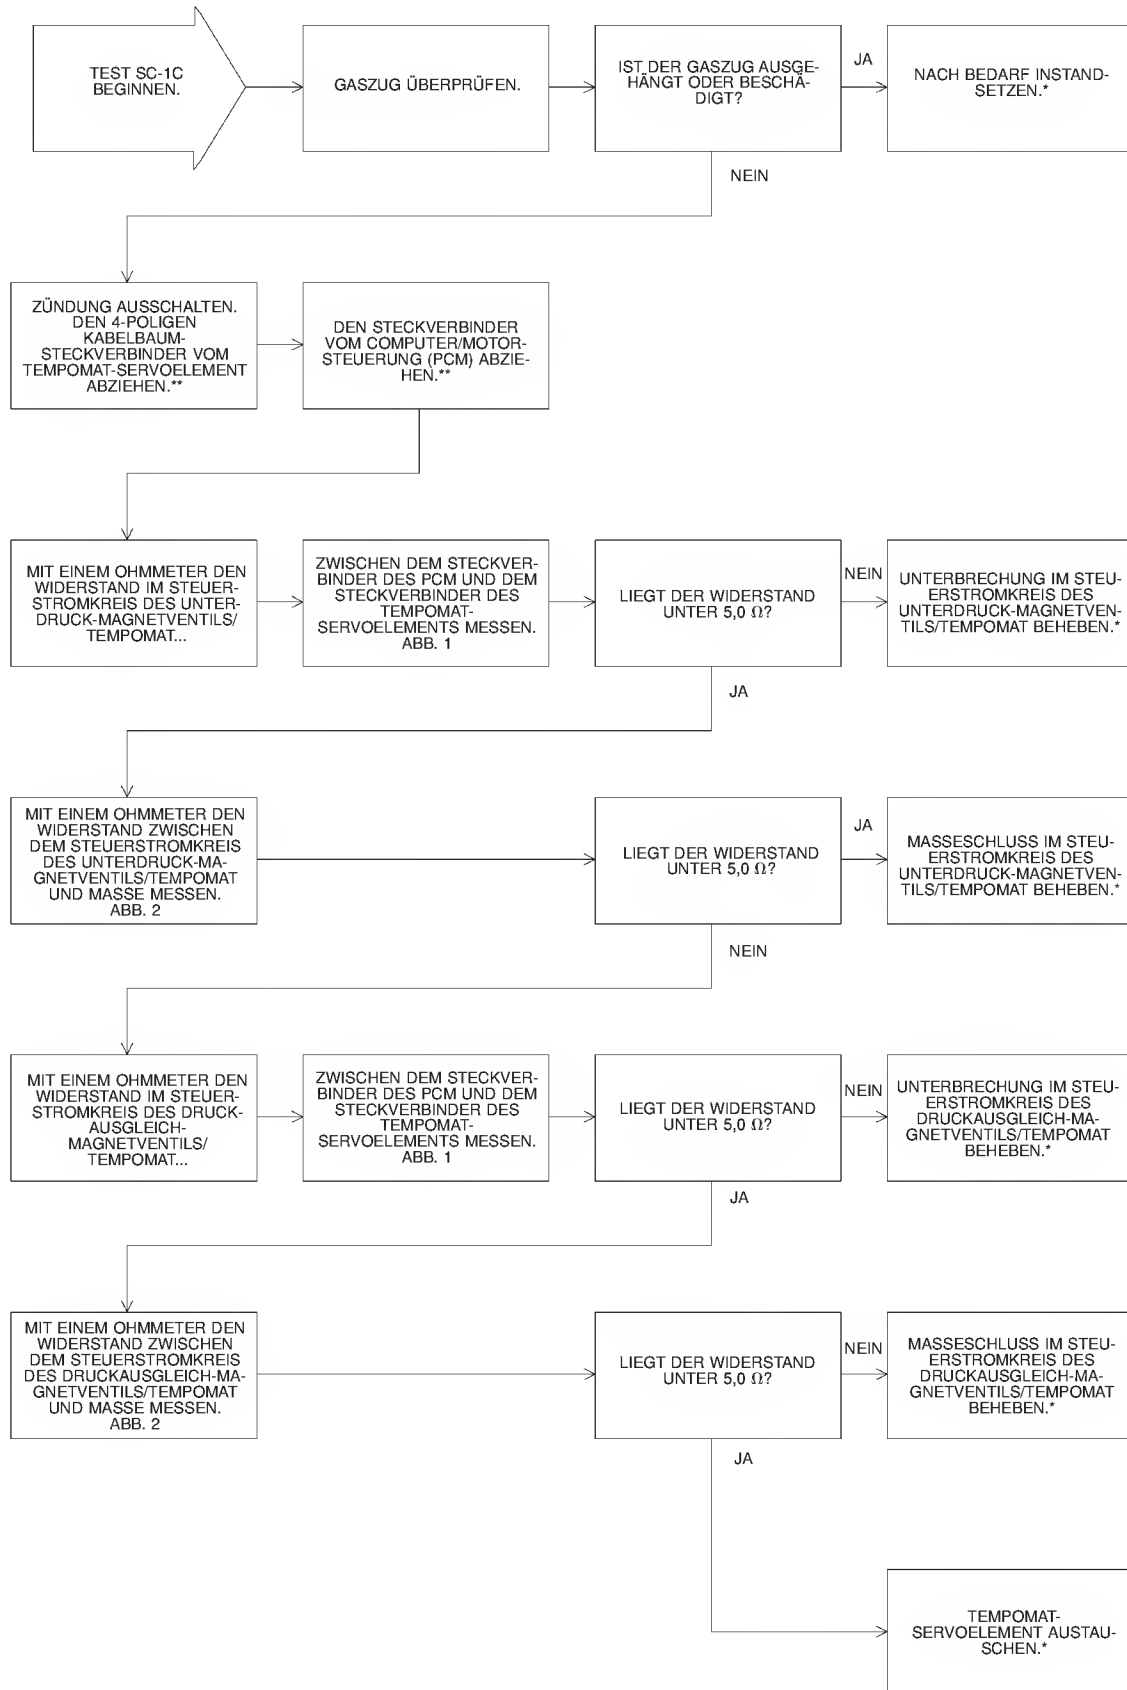 TEST SC-1C
BEGINNEN.
GASZUG ÜBERPRÜFEN.
IST DER GASZUG AUSGE-
HÄNGT ODER BESCHÄ-
DIGT?
JA
NACH BEDARF INSTAND-
SETZEN.*
NEIN
ZÜNDUNG AUSSCHALTEN.
DEN 4-POLIGEN
KABELBAUM-
STECKVERBINDER VOM
TEMPOMAT-SERVOELEMENT
ABZIEHEN.**
DEN STECKVERBINDER
VOM COMPUTER/MOTOR-
STEUERUNG (PCM) ABZIE-
HEN.**
MIT EINEM OHMMETER DEN
WIDERSTAND IM STEUER-
STROMKREIS DES UNTER-
DRUCK-MAGNETVENTILS/
TEMPOMAT...
ZWISCHEN DEM STECKVER-
BINDER DES PCM UND DEM
STECKVERBINDER DES
TEMPOMAT-
SERVOELEMENTS MESSEN.
ABB. 1
LIEGT DER WIDERSTAND
UNTER 5,0 Ω?
NEIN
UNTERBRECHUNG IM STEU-
ERSTROMKREIS DES
UNTERDRUCK-MAGNETVEN-
TILS/TEMPOMAT BEHEBEN.*
JA
MIT EINEM OHMMETER DEN
WIDERSTAND ZWISCHEN
DEM STEUERSTROMKREIS
DES UNTERDRUCK-MA-
GNETVENTILS/TEMPOMAT
UND MASSE MESSEN.
ABB. 2
LIEGT DER WIDERSTAND
UNTER 5,0 Ω?
JA
MASSESCHLUSS IM STEU-
ERSTROMKREIS DES
UNTERDRUCK-MAGNETVEN-
TILS/TEMPOMAT BEHEBEN.*
NEIN
MIT EINEM OHMMETER DEN
WIDERSTAND IM STEUER-
STROMKREIS DES DRUCK-
AUSGLEICH-
MAGNETVENTILS/
TEMPOMAT...
ZWISCHEN DEM STECKVER-
BINDER DES PCM UND DEM
STECKVERBINDER DES
TEMPOMAT-
SERVOELEMENTS MESSEN.
ABB. 1
LIEGT DER WIDERSTAND
UNTER 5,0 Ω?
NEIN
UNTERBRECHUNG IM STEU-
ERSTROMKREIS DES
DRUCKAUSGLEICH-MA-
GNETVENTILS/TEMPOMAT
BEHEBEN.*
JA
MIT EINEM OHMMETER DEN
WIDERSTAND ZWISCHEN
DEM STEUERSTROMKREIS
DES DRUCKAUSGLEICH-MA-
GNETVENTILS/TEMPOMAT
UND MASSE MESSEN.
ABB. 2
LIEGT DER WIDERSTAND
UNTER 5,0 Ω?
NEIN
MASSESCHLUSS IM STEU-
ERSTROMKREIS DES
DRUCKAUSGLEICH-MA-
GNETVENTILS/TEMPOMAT
BEHEBEN.*
JA
TEMPOMAT-
SERVOELEMENT AUSTAU-
SCHEN.*